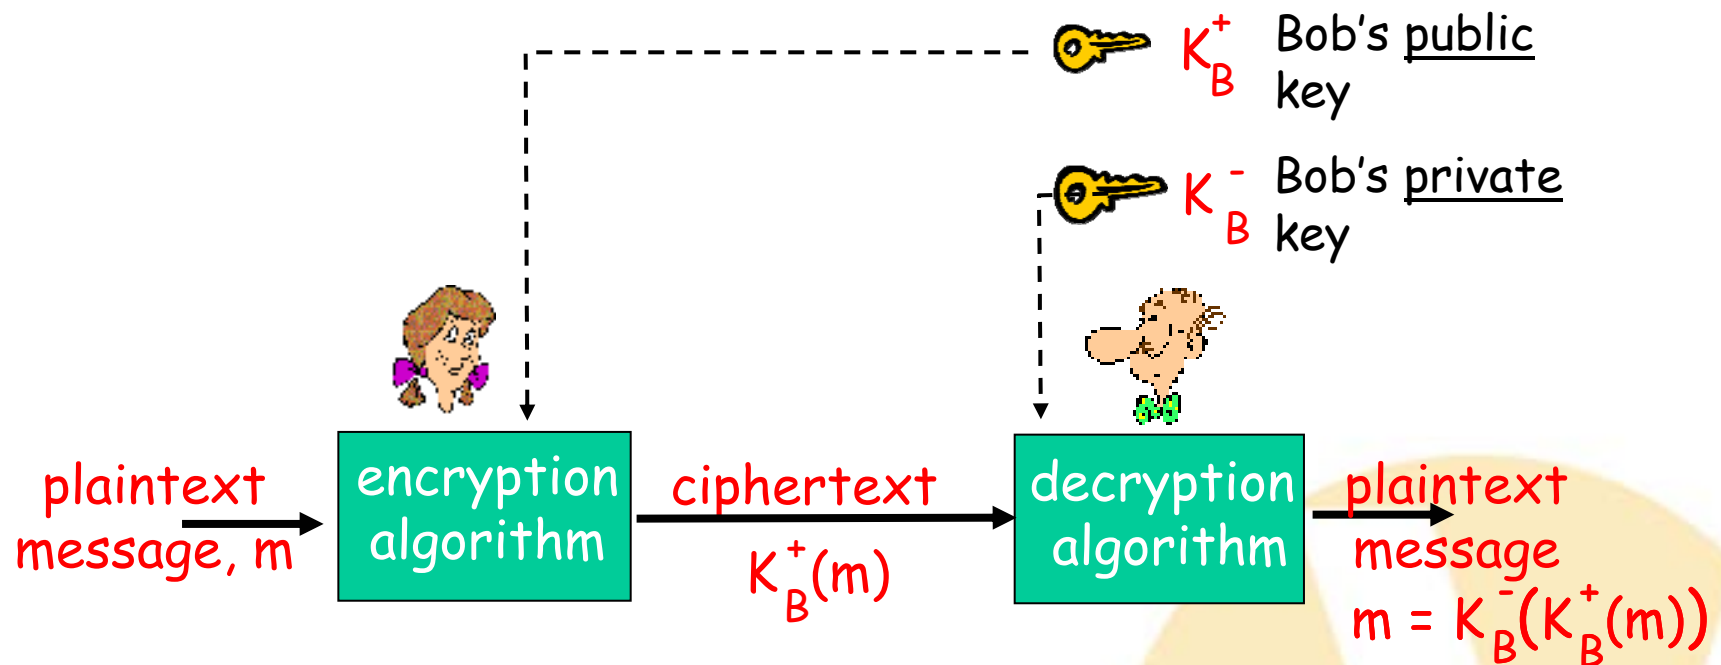 K_B^+ Bob's public
key
K_B^- Bob's private
key
plaintext
message, m
encryption
algorithm
ciphertext
K_B^+(m)
decryption
algorithm
plaintext
message
m = K_B^-(K_B^+(m))